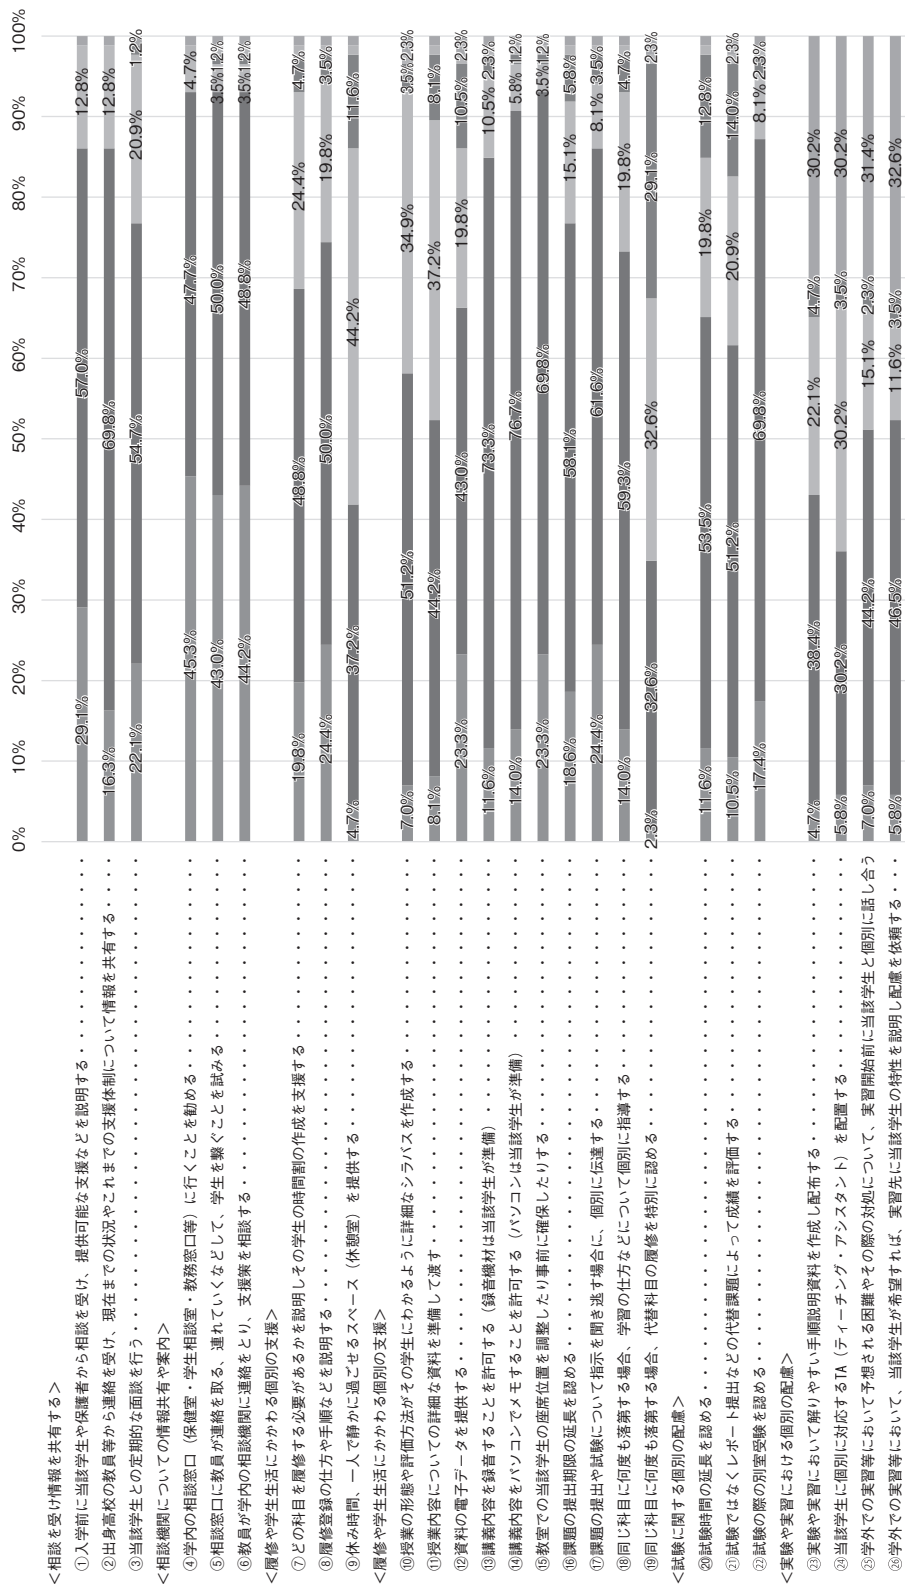 0% 10% 20% 30% 40% 50% 60% 70% 80% 90% 100%
＜相談を受け情報を共有する＞
①入学前に当該学生や保護者から相談を受け、提供可能な支援などを説明する 29.1% 57.0% 12.8%
②出身高校の教員等から連絡を受け、現在までの状況やこれまでの支援体制について情報を共有する 16.3% 69.8% 12.8%
③当該学生との定期的な面談を行う 22.1% 54.7% 20.9% 1.2%
＜相談機関についての情報共有や案内＞
④学内の相談窓口（保健室・学生相談室・教務窓口等）に行くことを勧める 45.3% 47.7% 4.7%
⑤相談窓口に教員が連絡を取る、連れていくなどして、学生を繋ぐことを試みる 43.0% 50.0% 3.5% 1.2%
⑥教員が学内の相談機関に連絡をとり、支援策を相談する 44.2% 48.8% 3.5% 1.2%
＜履修や学生生活にかかわる個別の支援＞
⑦どの科目を履修する必要があるかを説明しその学生の時間割の作成を支援する 19.8% 48.8% 24.4% 4.7%
⑧履修登録の仕方や手順などを説明する 24.4% 50.0% 19.8% 3.5%
⑨休み時間、一人で静かに過ごせるスペース（休憩室）を提供する 4.7% 37.2% 44.2% 11.6%
＜履修や学生生活にかかわる個別の支援＞
⑩授業の形態や評価方法がその学生にわかるように詳細なシラバスを作成する 7.0% 51.2% 34.9% 3.5% 2.3%
⑪授業内容についての詳細な資料を準備して渡す 8.1% 44.2% 37.2% 8.1%
⑫資料の電子データを提供する 23.3% 43.0% 19.8% 10.5% 2.3%
⑬講義内容を録音することを許可する（録音機材は当該学生が準備） 11.6% 73.3% 10.5% 2.3%
⑭講義内容をパソコンでメモすることを許可する（パソコンは当該学生が準備） 14.0% 76.7% 5.8% 1.2%
⑮教室での当該学生の座席位置を調整したり事前に確保したりする 23.3% 69.8% 3.5% 1.2%
⑯課題の提出期限の延長を認める 18.6% 58.1% 15.1% 5.8%
⑰課題の提出や試験について指示を聞き逃す場合に、個別に伝達する 24.4% 61.6% 8.1% 3.5%
⑱同じ科目に何度も落第する場合、学習の仕方などについて個別に指導する 14.0% 59.3% 19.8% 4.7%
⑲同じ科目に何度も落第する場合、代替科目の履修を特別に認める 2.3% 32.6% 32.6% 29.1% 2.3%
＜試験に関する個別の配慮＞
⑳試験時間の延長を認める 11.6% 53.5% 19.8% 12.8%
㉑試験ではなくレポート提出などの代替課題によって成績を評価する 10.5% 51.2% 20.9% 14.0% 2.3%
㉒試験の際の別室受験を認める 17.4% 69.8% 8.1% 2.3%
＜実験や実習における個別の配慮＞
㉓実験や実習において解りやすい手順説明資料を作成し配布する 4.7% 38.4% 22.1% 4.7% 30.2%
㉔当該学生に個別に対応するTA（ティーチング・アシスタント）を配置する 5.8% 30.2% 30.2% 3.5% 30.2%
㉕学外での実習等において予想される困難やその際の対処について、実習開始前に当該学生と個別に話し合う 7.0% 44.2% 15.1% 2.3% 31.4%
㉖学外での実習等において、当該学生が希望すれば、実習先に当該学生の特性を説明し配慮を依頼する 5.8% 46.5% 11.6% 3.5% 32.6%